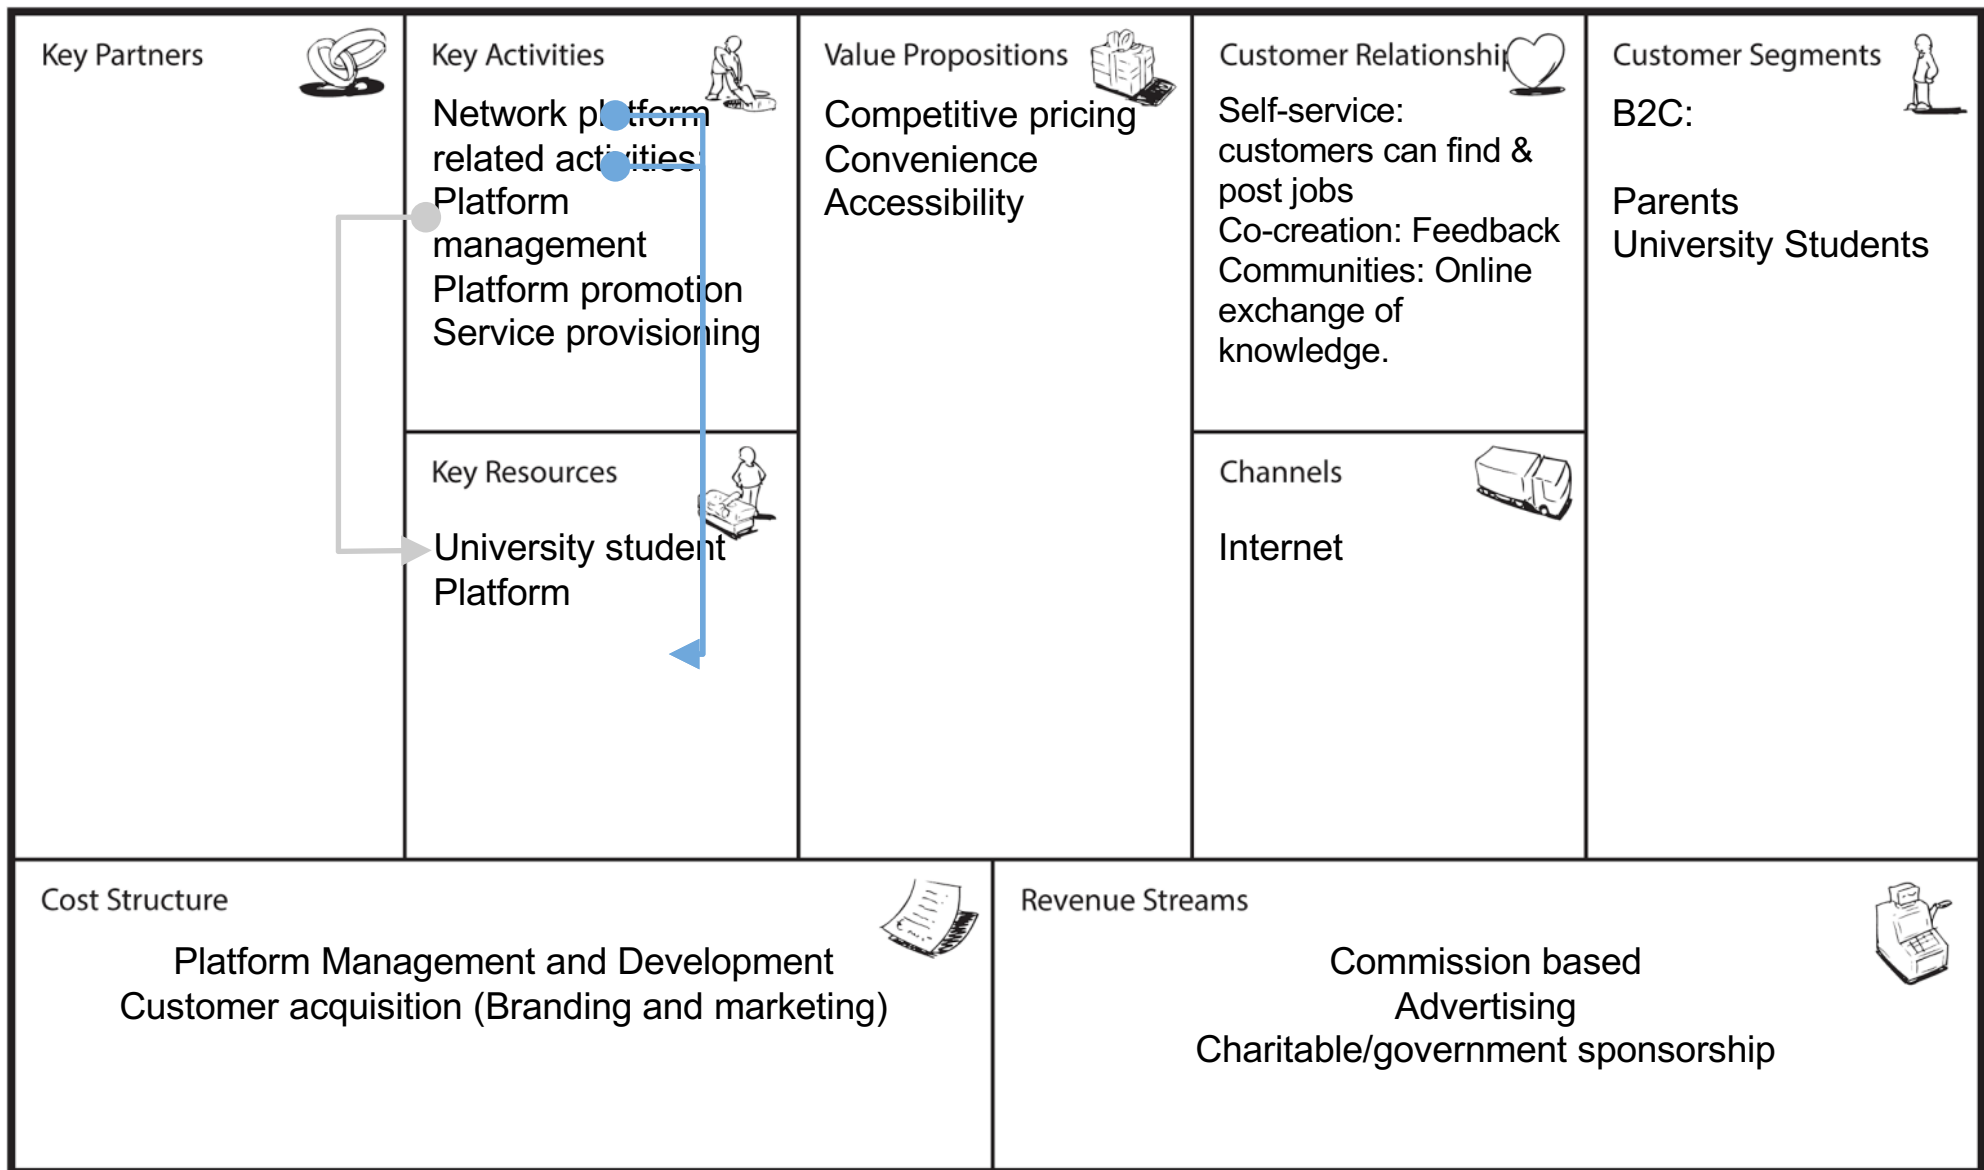 Key Partners
Key Activities
Network platform
related activities:
Platform
management
Platform promotion
Service provisioning
Key Resources
University student
Platform
Value Propositions
Competitive pricing
Convenience
Accessibility
Customer Relationship
Self-service:
customers can find &
post jobs
Co-creation: Feedback
Communities: Online
exchange of
knowledge.
Channels
Internet
Customer Segments
B2C:
Parents
University Students
Cost Structure
Platform Management and Development
Customer acquisition (Branding and marketing)
Revenue Streams
Commission based
Advertising
Charitable/government sponsorship